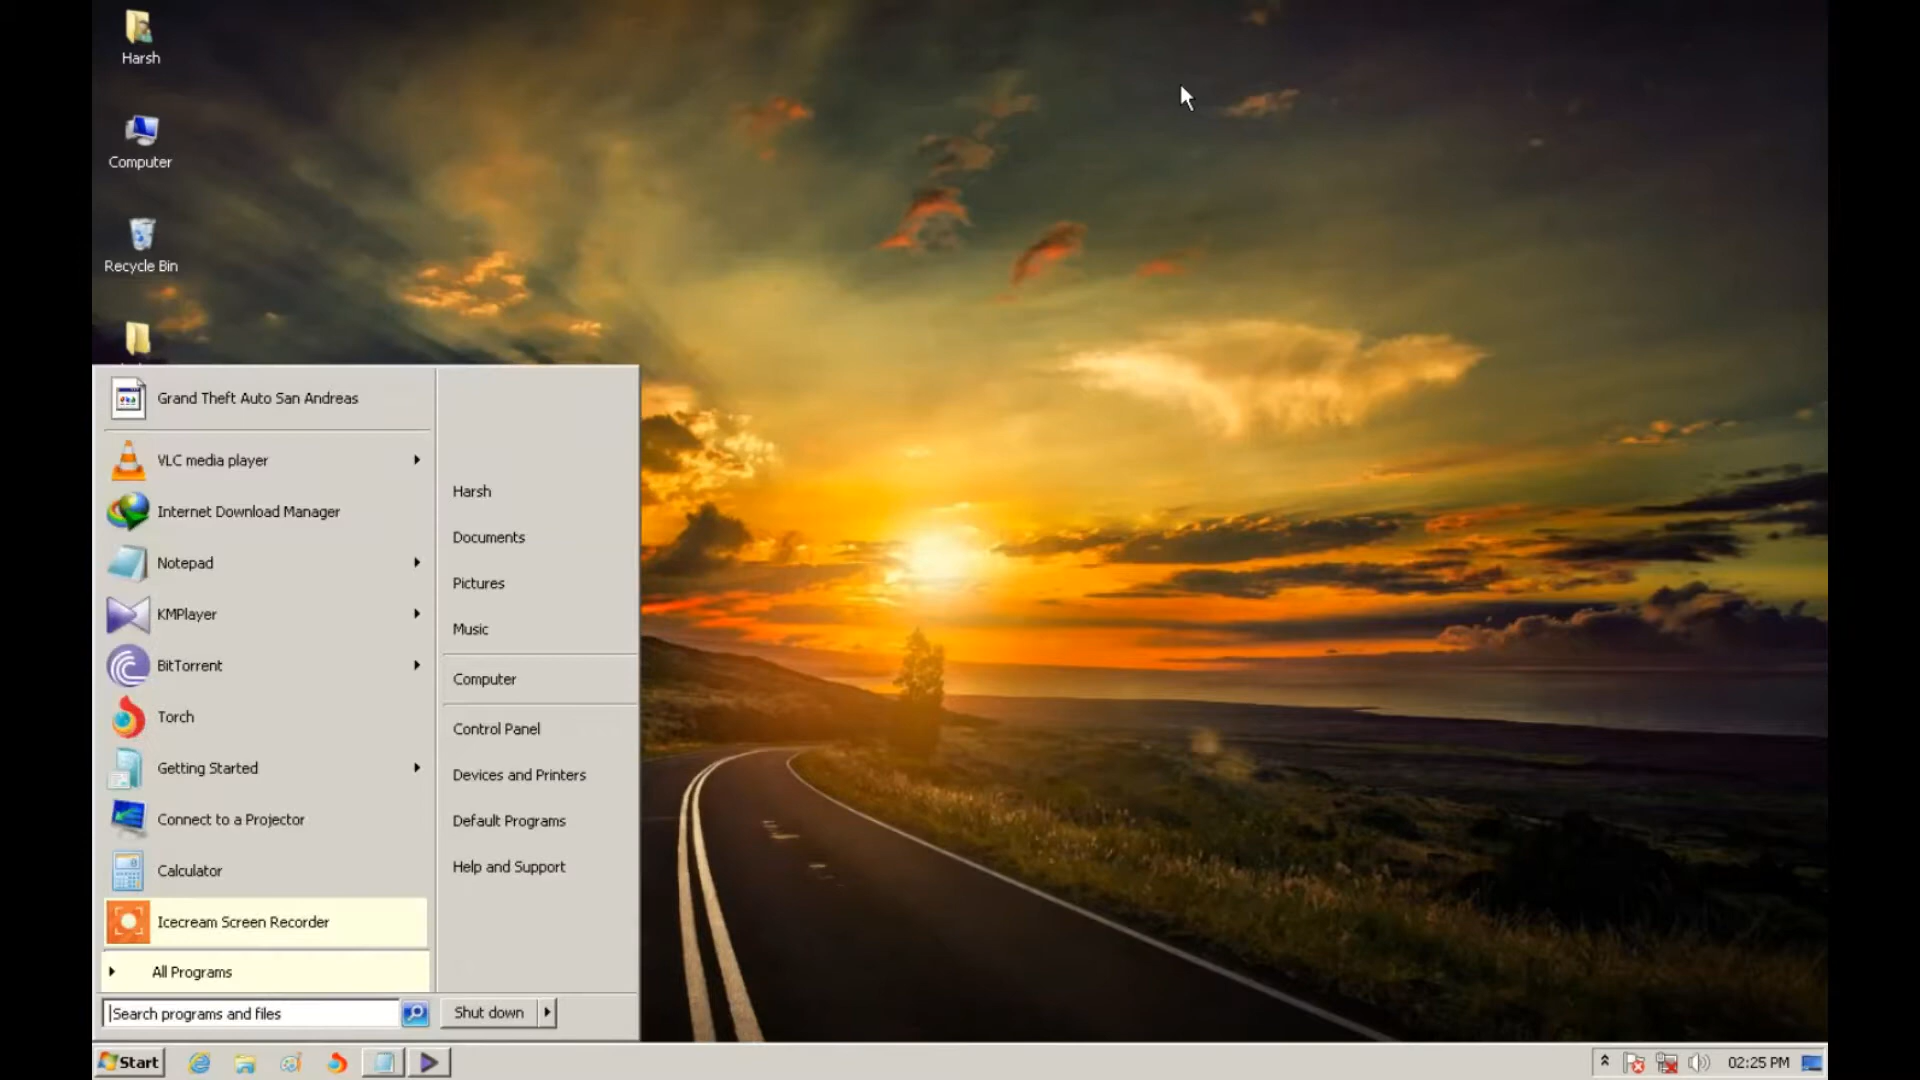 Harsh
Computer
Recycle Bin
Grand Theft Auto San Andreas
VLC media player
Internet Download Manager
Notepad
KMPlayer
BitTorrent
Torch
Getting Started
Connect to a Projector
Calculator
Icecream Screen Recorder
All Programs
Search programs and files
Harsh
Documents
Pictures
Music
Computer
Control Panel
Devices and Printers
Default Programs
Help and Support
Shut down
Start
02:25 PM